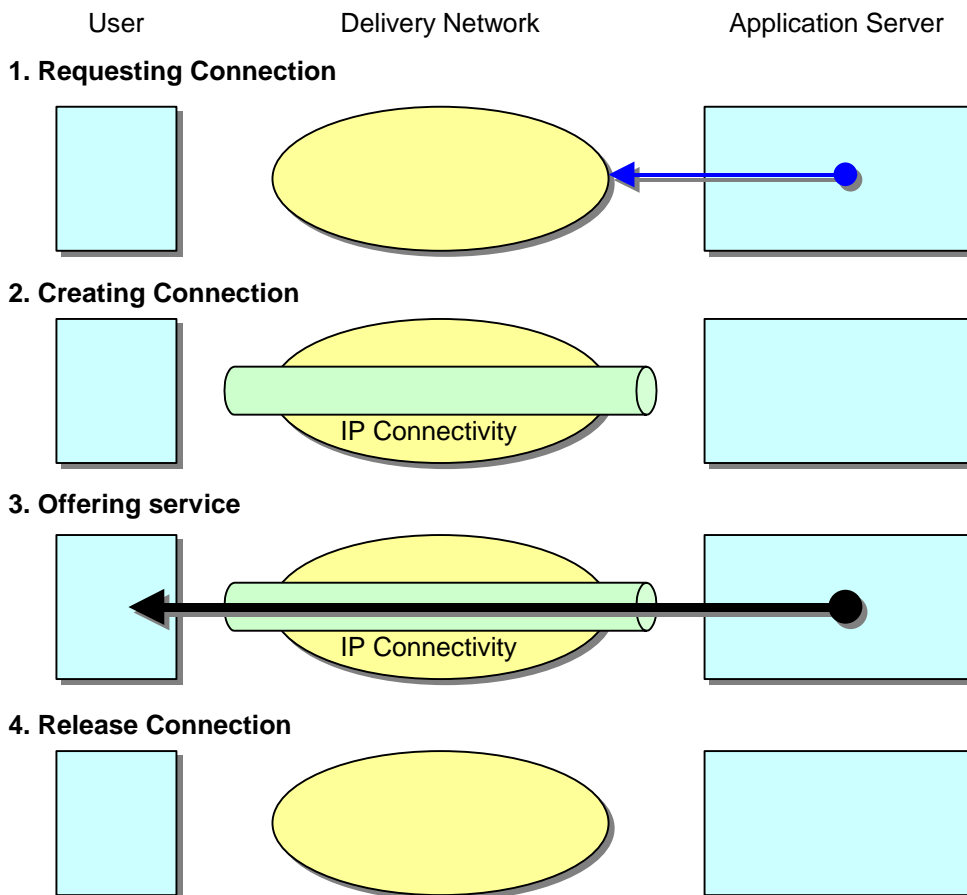 User Delivery Network Application Server
1. Requesting Connection
2. Creating Connection
IP Connectivity
3. Offering service
IP Connectivity
4. Release Connection